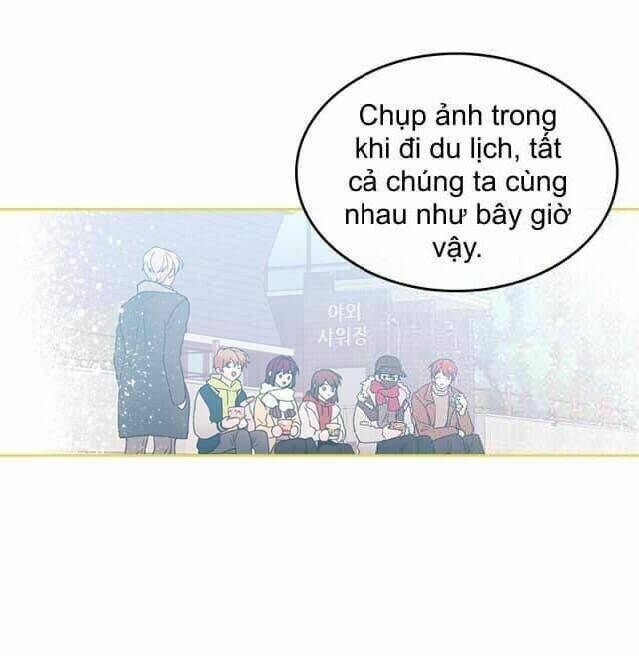 Chụp ảnh trong
khi đi du lịch, tất
cả chúng ta cùng
nhau như bây giờ
vậy.
야외
샤워장